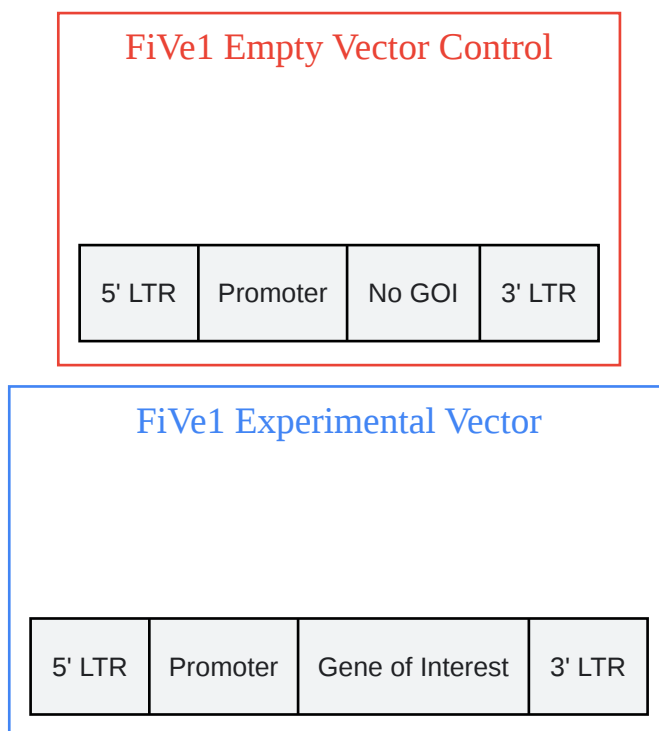 FiVe1 Empty Vector Control
5' LTR Promoter No GOI 3' LTR
FiVe1 Experimental Vector
5' LTR Promoter Gene of Interest 3' LTR